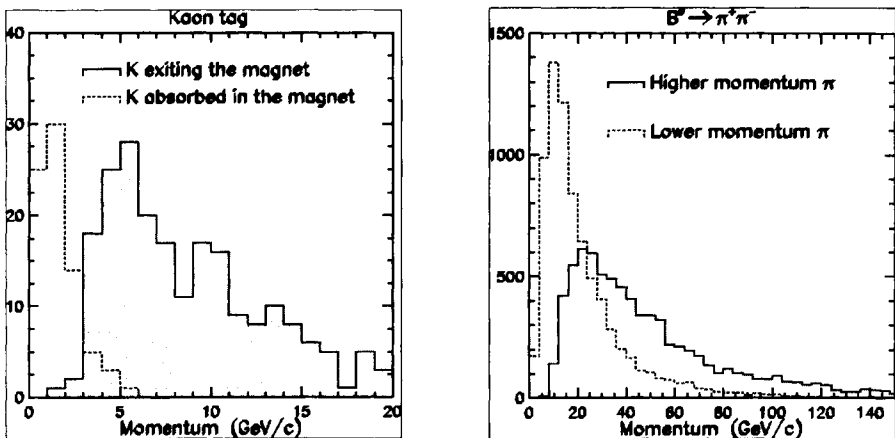 Kaon tag
40
30
20
10
0
K exiting the magnet
K absorbed in the magnet
0 5 10 15 20
Momentum (GeV/c)
B⁰ → π⁺π⁻
1500
1000
500
0
Higher momentum π
Lower momentum π
0 20 40 60 80 100 120 140
Momentum (GeV/c)